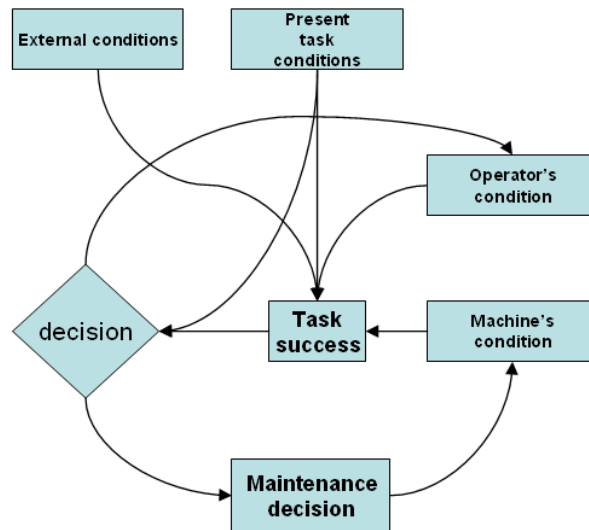 External conditions
Present
task
conditions
Operator's
condition
decision
Task
success
Machine's
condition
Maintenance
decision